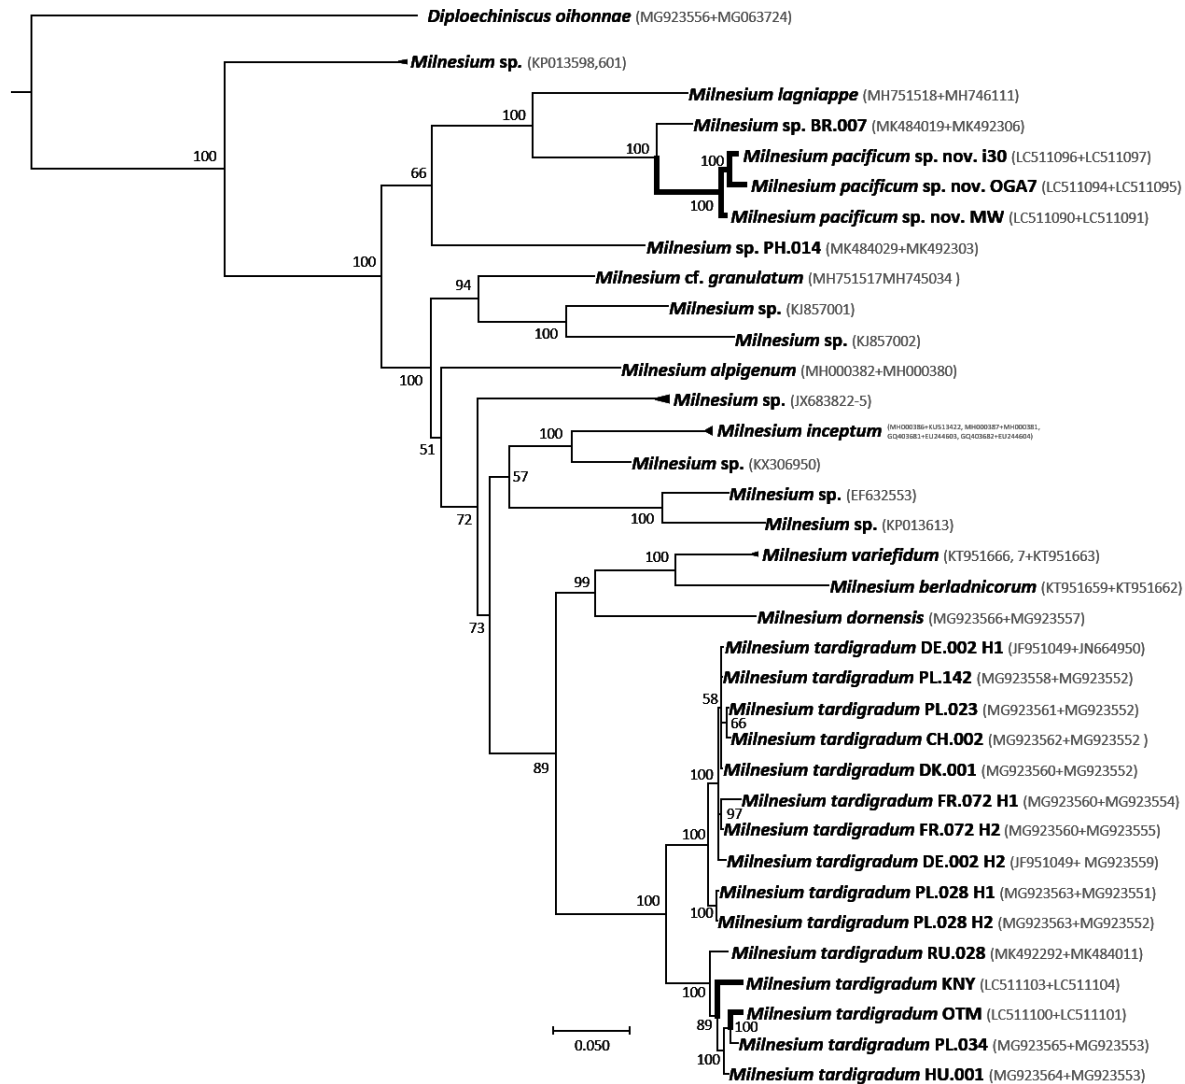 Diploechiniscus oihonnae (MG923556+MG063724)
Milnesium sp. (KP013598,601)
Milnesium lagniappe (MH751518+MH746111)
100
Milnesium sp. BR.007 (MK484019+MK492306)
100
100
100
Milnesium pacificum sp. nov. i30 (LC511096+LC511097)
66
Milnesium pacificum sp. nov. OGA7 (LC511094+LC511095)
100
Milnesium pacificum sp. nov. MW (LC511090+LC511091)
Milnesium sp. PH.014 (MK484029+MK492303)
100
Milnesium cf. granulatum (MH751517MH745034 )
94
Milnesium sp. (KJ857001)
100
Milnesium sp. (KJ857002)
Milnesium alpigenum (MH000382+MH000380)
100
Milnesium sp. (JX683822-5)
Milnesium inceptum (MH000386+KU513422, MH000387+MH000381,
GQ403681+EU244603, GQ403682+EU244604)
100
51
Milnesium sp. (KX306950)
57
Milnesium sp. (EF632553)
72
100
Milnesium sp. (KP013613)
100
Milnesium variefidum (KT951666, 7+KT951663)
99
Milnesium berladnicorum (KT951659+KT951662)
Milnesium dornensis (MG923566+MG923557)
73
Milnesium tardigradum DE.002 H1 (JF951049+JN664950)
Milnesium tardigradum PL.142 (MG923558+MG923552)
58
Milnesium tardigradum PL.023 (MG923561+MG923552)
66
Milnesium tardigradum CH.002 (MG923562+MG923552 )
89
Milnesium tardigradum DK.001 (MG923560+MG923552)
100
Milnesium tardigradum FR.072 H1 (MG923560+MG923554)
97
Milnesium tardigradum FR.072 H2 (MG923560+MG923555)
100
Milnesium tardigradum DE.002 H2 (JF951049+ MG923559)
Milnesium tardigradum PL.028 H1 (MG923563+MG923551)
100
100
Milnesium tardigradum PL.028 H2 (MG923563+MG923552)
Milnesium tardigradum RU.028 (MK492292+MK484011)
Milnesium tardigradum KNY (LC511103+LC511104)
100
Milnesium tardigradum OTM (LC511100+LC511101)
89
100
Milnesium tardigradum PL.034 (MG923565+MG923553)
0.050
100
Milnesium tardigradum HU.001 (MG923564+MG923553)